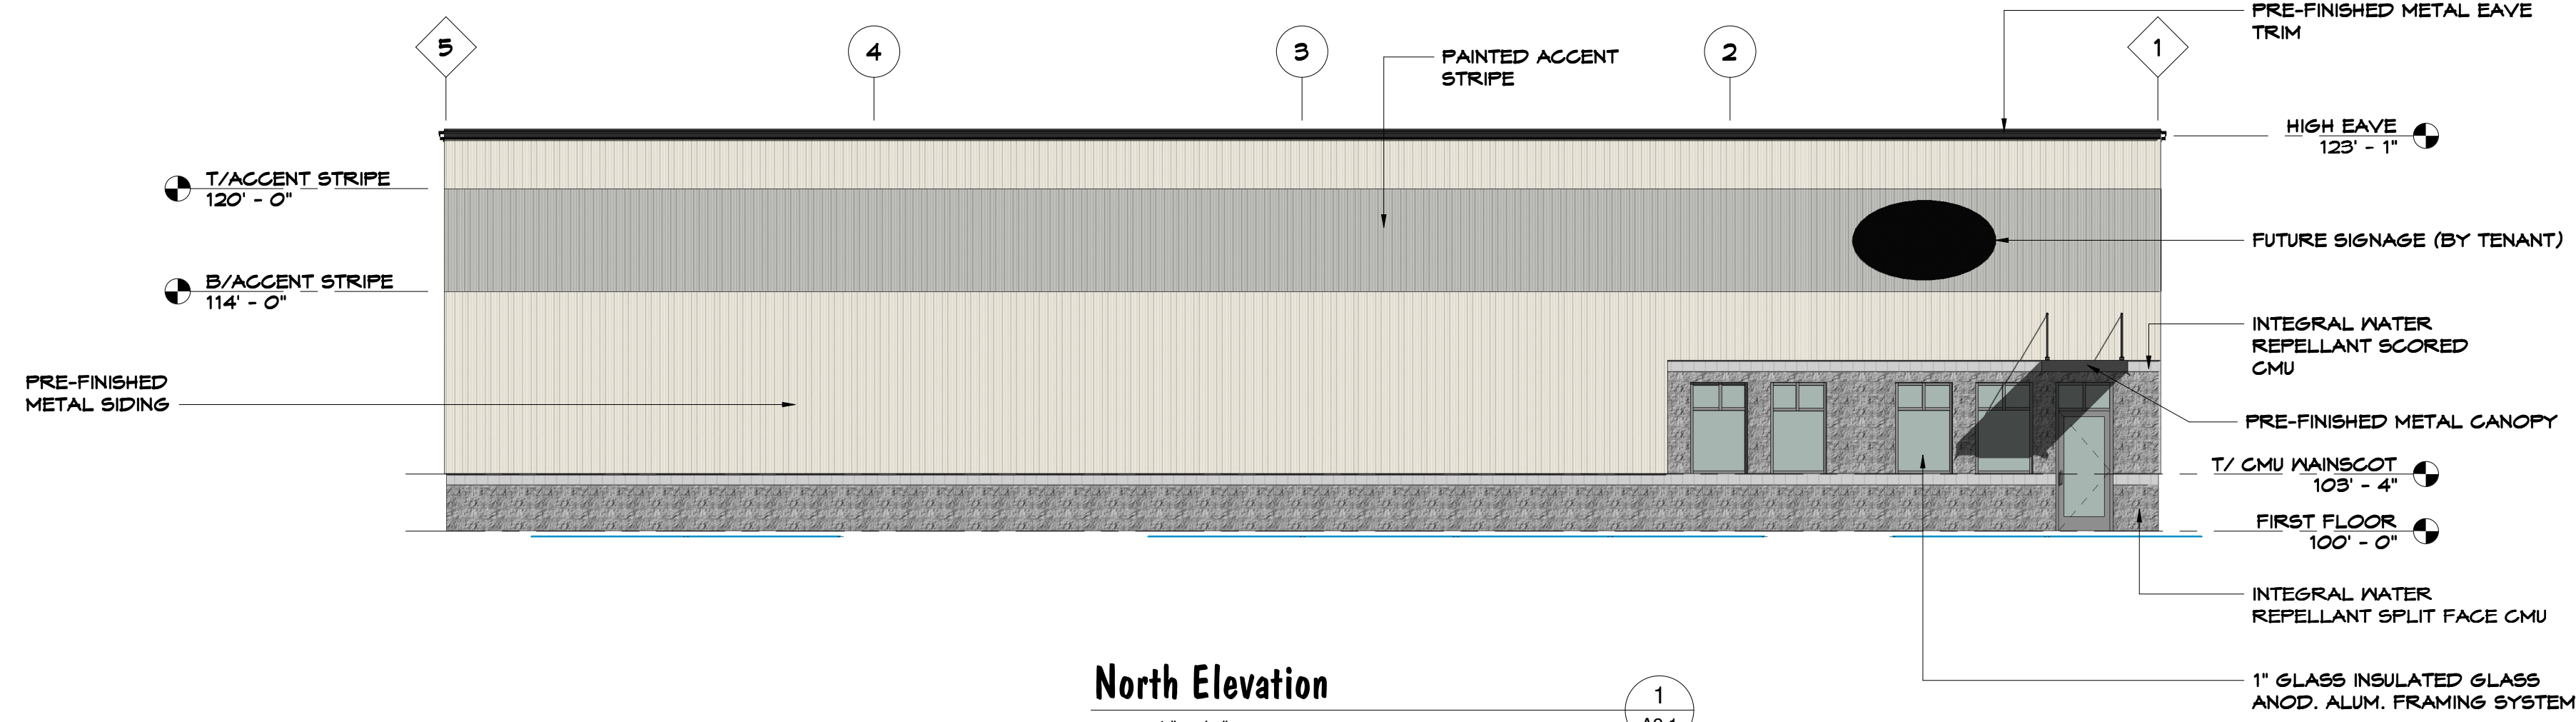 5
4
3
2
1
PRE-FINISHED METAL EAVE
TRIM
PAINTED ACCENT
STRIPE
HIGH EAVE
123' - 1"
T/ACCENT STRIPE
120' - 0"
FUTURE SIGNAGE (BY TENANT)
B/ACCENT STRIPE
114' - 0"
INTEGRAL WATER
REPELLANT SCORED
CMU
PRE-FINISHED
METAL SIDING
PRE-FINISHED METAL CANOPY
T/ CMU WAINSCOT
103' - 4"
FIRST FLOOR
100' - 0"
INTEGRAL WATER
REPELLANT SPLIT FACE CMU
1" GLASS INSULATED GLASS
ANOD. ALUM. FRAMING SYSTEM
North Elevation
1